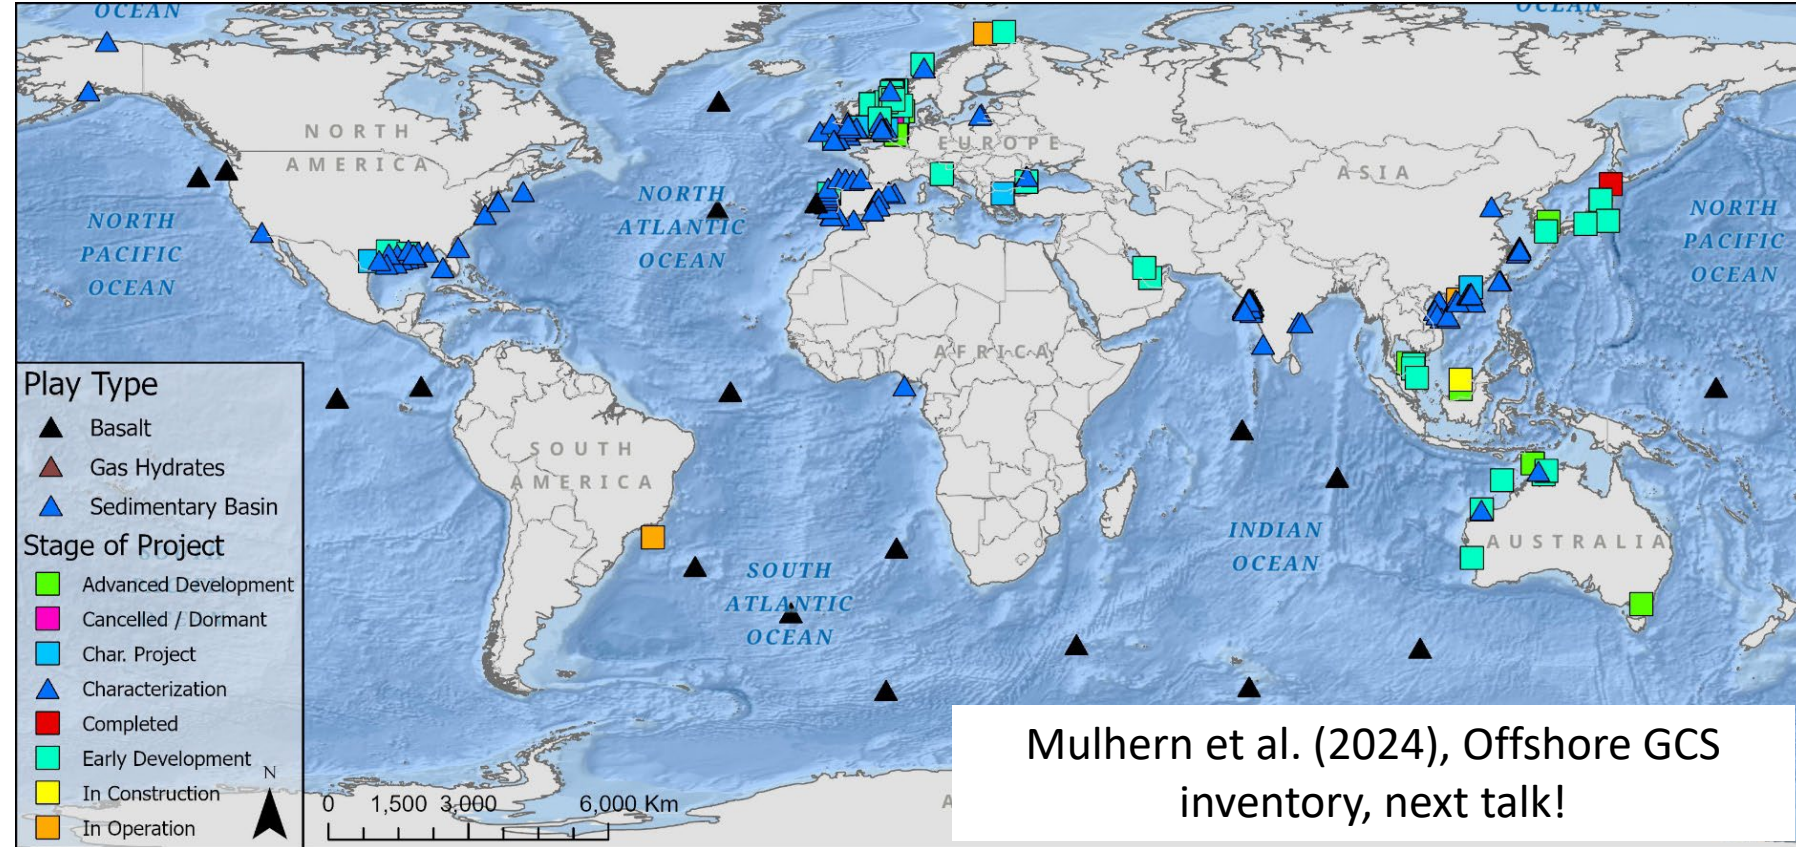 OCEAN
OCEAN
NORTH
AMERICA
EUROPE
ASIA
NORTH
PACIFIC
OCEAN
NORTH
ATLANTIC
OCEAN
NORTH
PACIFIC
OCEAN
AFRICA
SOUTH
AMERICA
INDIAN
OCEAN
AUSTRALIA
SOUTH
ATLANTIC
OCEAN
Play Type
Basalt
Gas Hydrates
Sedimentary Basin
Stage of Project
Advanced Development
Cancelled / Dormant
Char. Project
Characterization
Completed
Early Development
In Construction
In Operation
N
0 1,500 3,000 6,000 Km
A
Mulhern et al. (2024), Offshore GCS
inventory, next talk!